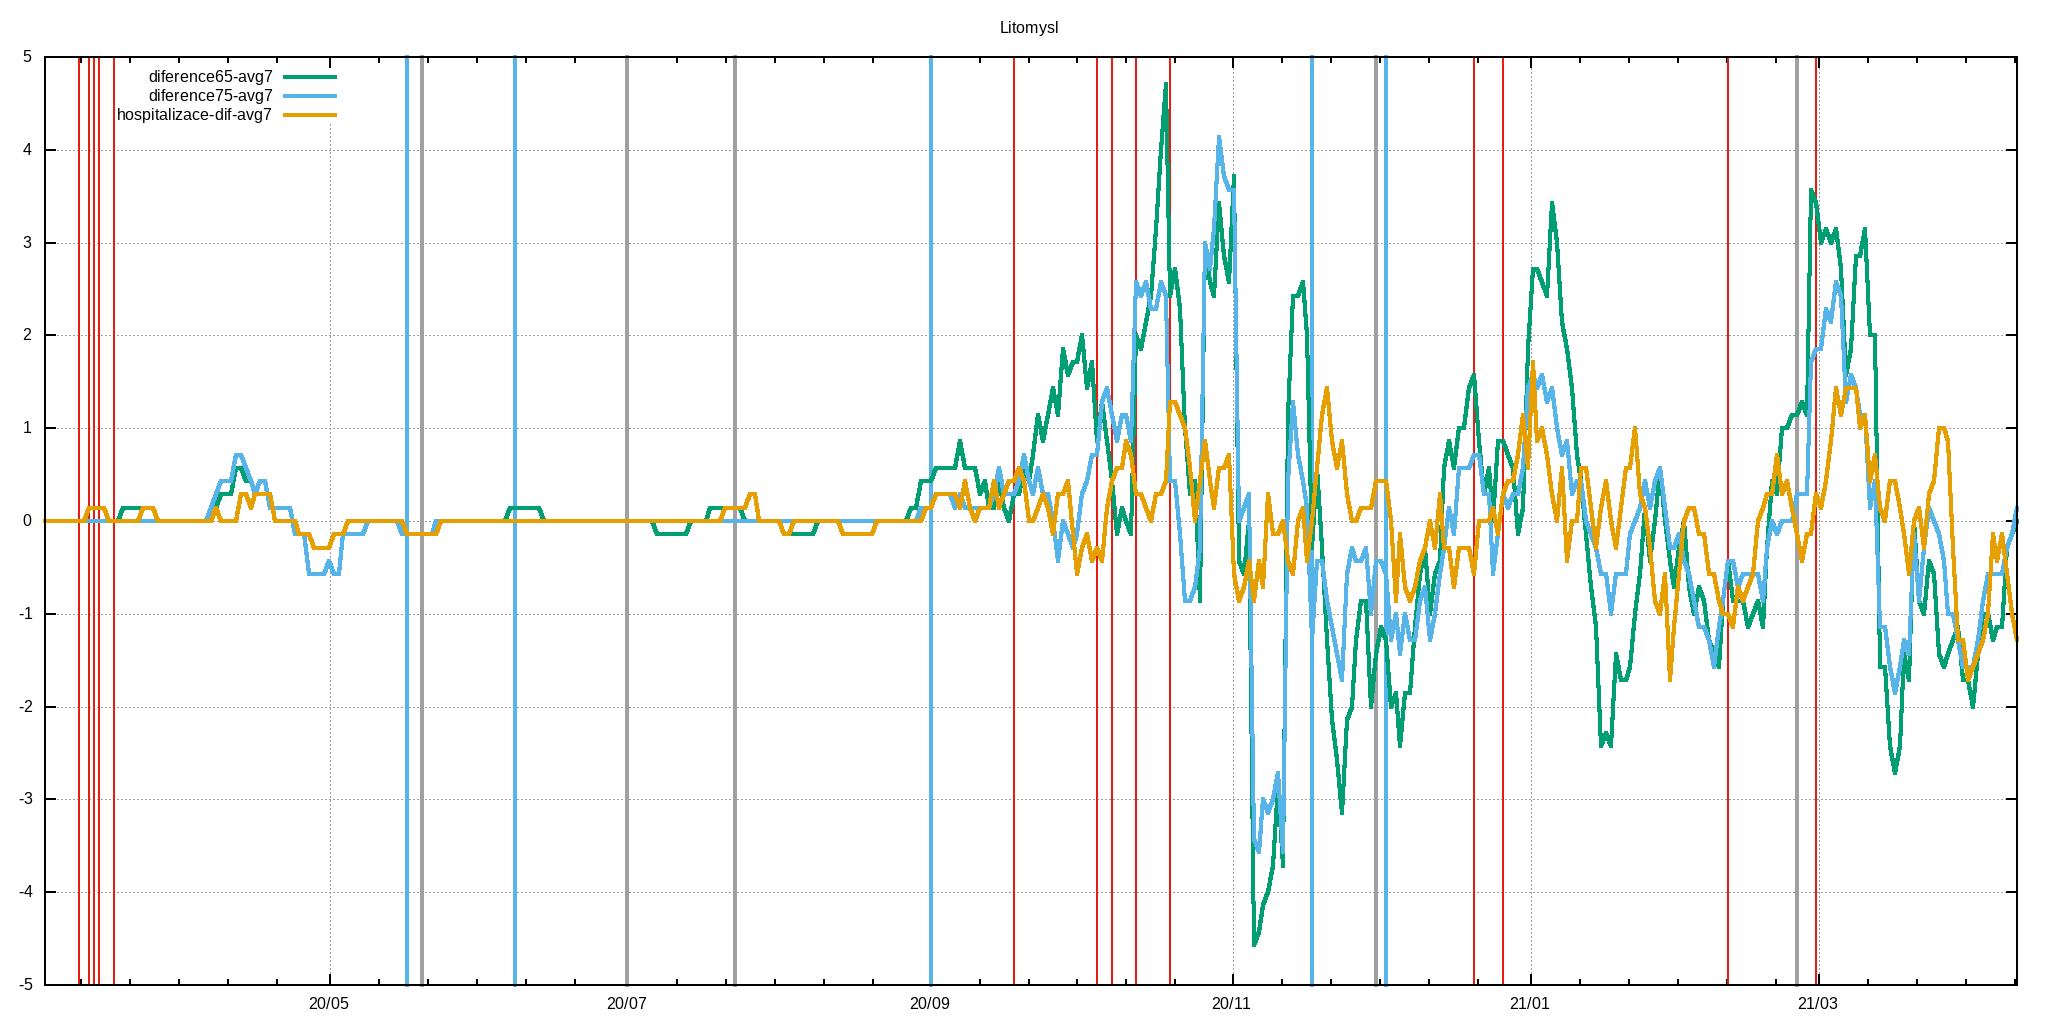 Litomysl
5
diference65-avg7
diference75-avg7
hospitalizace-dif-avg7
4
3
2
1
0
-1
-2
-3
-4
-5
20/05 20/07 20/09 20/11 21/01 21/03